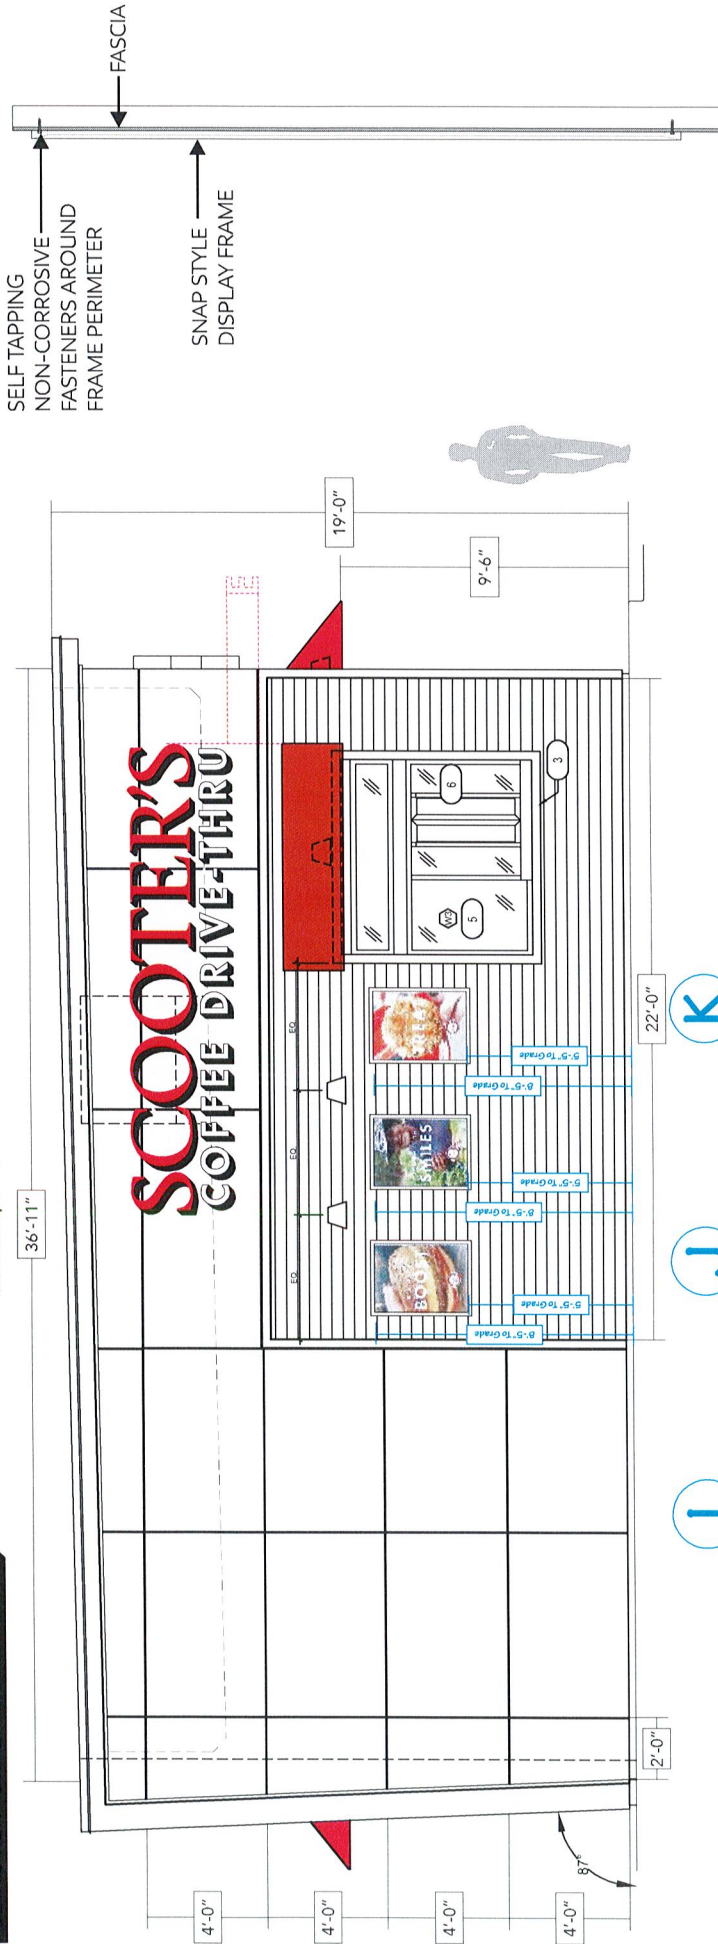 36'-11"
SCOOTER'S
COFFEE DRIVE-THRU
4'-0"
4'-0"
4'-0"
4'-0"
87°
2'-0"
EQ
EQ
EQ
BOO
SMILES
8'-5" To Grade
5'-5" To Grade
8'-5" To Grade
5'-5" To Grade
8'-5" To Grade
5'-5" To Grade
W3
5
6
3
22'-0"
19'-0"
9'-6"
I
J
K
SELF TAPPING
NON-CORROSIVE
FASTENERS AROUND
FRAME PERIMETER
SNAP STYLE
DISPLAY FRAME
FASCIA